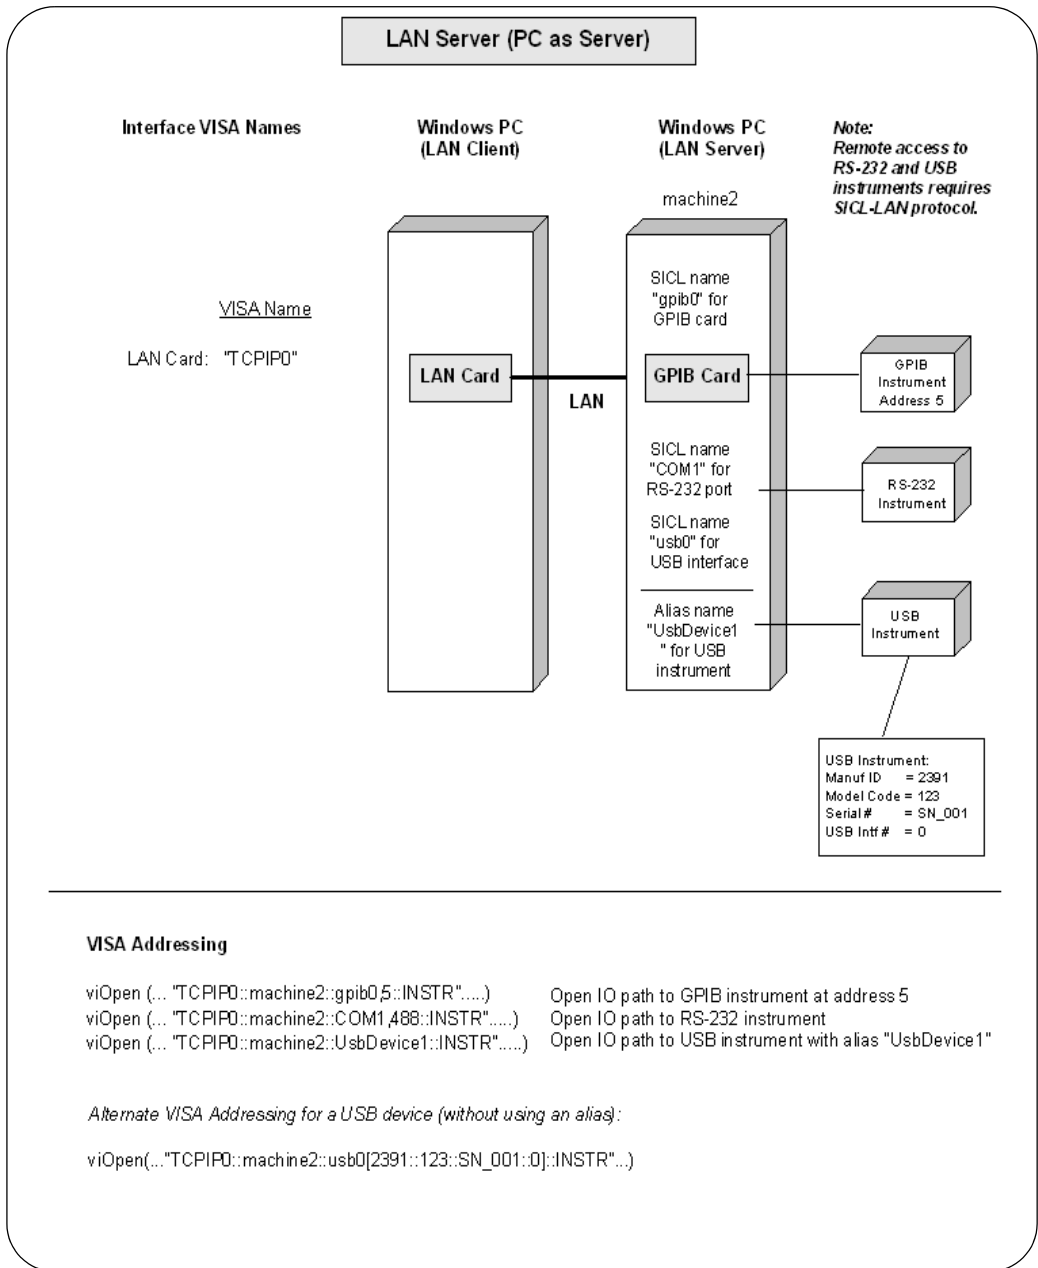 LAN Server (PC as Server)
Interface VISA Names
Windows PC
(LAN Client)
Windows PC
(LAN Server)
Note:
Remote access to
RS-232 and USB
instruments requires
SICL-LAN protocol.
machine2
VISA Name
LAN Card: "TCPIP0"
SICL name
"gpib0" for
GPIB card
LAN Card
LAN
GPIB Card
GPIB
Instrument
Address 5
SICL name
"COM1" for
RS-232 port
RS-232
Instrument
SICL name
"usb0" for
USB interface
Alias name
"UsbDevice1
" for USB
instrument
USB
Instrument
USB Instrument:
Manuf ID = 2391
Model Code = 123
Serial # = SN_001
USB Intf # = 0
VISA Addressing
viOpen (... "TCPIP0::machine2::gpib0,5::INSTR".....) Open IO path to GPIB instrument at address 5
viOpen (... "TCPIP0::machine2::COM1,488::INSTR".....) Open IO path to RS-232 instrument
viOpen (... "TCPIP0::machine2::UsbDevice1::INSTR".....) Open IO path to USB instrument with alias "UsbDevice1"
Alternate VISA Addressing for a USB device (without using an alias):
viOpen(..."TCPIP0::machine2::usb0[2391::123::SN_001::0]::INSTR"...)